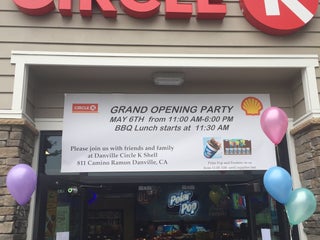 CIRCLE K
CIRCLE K
GRAND OPENING PARTY
MAY 6TH from 11:00 AM-6:00 PM
BBQ Lunch starts at 11:30 AM
Please join us with friends and family
at Danville Circle K Shell
811 Camino Ramon Danville, CA
Polar Pop